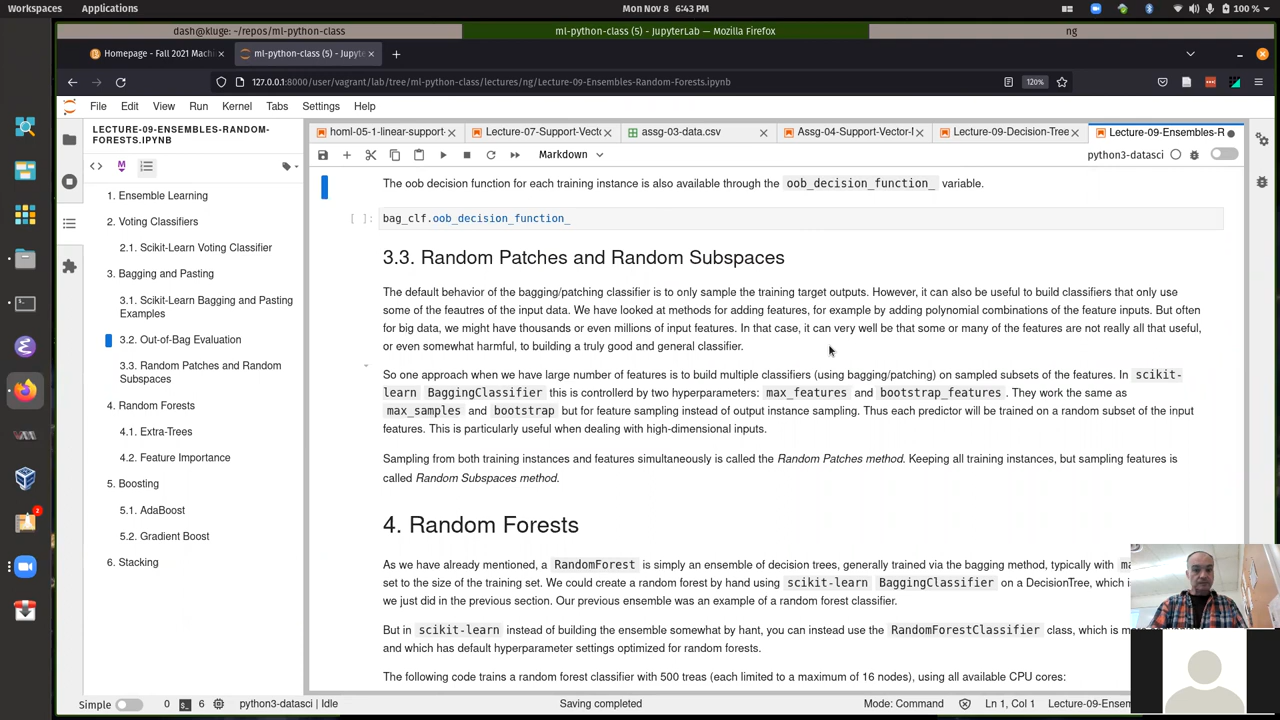 Workspaces Applications Mon Nov 8 6:43 PM 100 %
dash@kluge: ~/repos/ml-python-class ml-python-class (5) - JupyterLab — Mozilla Firefox ng
Homepage - Fall 2021 Machi ml-python-class (5) - Jupyter
127.0.0.1:8000/user/vagrant/lab/tree/ml-python-class/lectures/ng/Lecture-09-Ensembles-Random-Forests.ipynb 120%
File Edit View Run Kernel Tabs Settings Help
LECTURE-09-ENSEMBLES-RANDOM-
FORESTS.IPYNB
homl-05-1-linear-support- Lecture-07-Support-Vect assg-03-data.csv Assg-04-Support-Vector-I Lecture-09-Decision-Tree Lecture-09-Ensembles-R
Markdown python3-datasci
1. Ensemble Learning
2. Voting Classifiers
2.1. Scikit-Learn Voting Classifier
3. Bagging and Pasting
3.1. Scikit-Learn Bagging and Pasting
Examples
3.2. Out-of-Bag Evaluation
3.3. Random Patches and Random
Subspaces
4. Random Forests
4.1. Extra-Trees
4.2. Feature Importance
5. Boosting
5.1. AdaBoost
5.2. Gradient Boost
6. Stacking
The oob decision function for each training instance is also available through the oob_decision_function_ variable.
[ ]: bag_clf.oob_decision_function_
3.3. Random Patches and Random Subspaces
The default behavior of the bagging/patching classifier is to only sample the training target outputs. However, it can also be useful to build classifiers that only use
some of the feautres of the input data. We have looked at methods for adding features, for example by adding polynomial combinations of the feature inputs. But often
for big data, we might have thousands or even millions of input features. In that case, it can very well be that some or many of the features are not really all that useful,
or even somewhat harmful, to building a truly good and general classifier.
So one approach when we have large number of features is to build multiple classifiers (using bagging/patching) on sampled subsets of the features. In scikit-
learn BaggingClassifier this is controllerd by two hyperparameters: max_features and bootstrap_features. They work the same as
max_samples and bootstrap but for feature sampling instead of output instance sampling. Thus each predictor will be trained on a random subset of the input
features. This is particularly useful when dealing with high-dimensional inputs.
Sampling from both training instances and features simultaneously is called the Random Patches method. Keeping all training instances, but sampling features is
called Random Subspaces method.
4. Random Forests
As we have already mentioned, a RandomForest is simply an ensemble of decision trees, generally trained via the bagging method, typically with
set to the size of the training set. We could create a random forest by hand using scikit-learn BaggingClassifier on a DecisionTree, which
we just did in the previous section. Our previous ensemble was an example of a random forest classifier.
But in scikit-learn instead of building the ensemble somewhat by hant, you can instead use the RandomForestClassifier class, which is
and which has default hyperparameter settings optimized for random forests.
The following code trains a random forest classifier with 500 treas (each limited to a maximum of 16 nodes), using all available CPU cores:
2
Simple 0 6 python3-datasci | Idle Saving completed Mode: Command Ln 1, Col 1 Lecture-09-Ensem